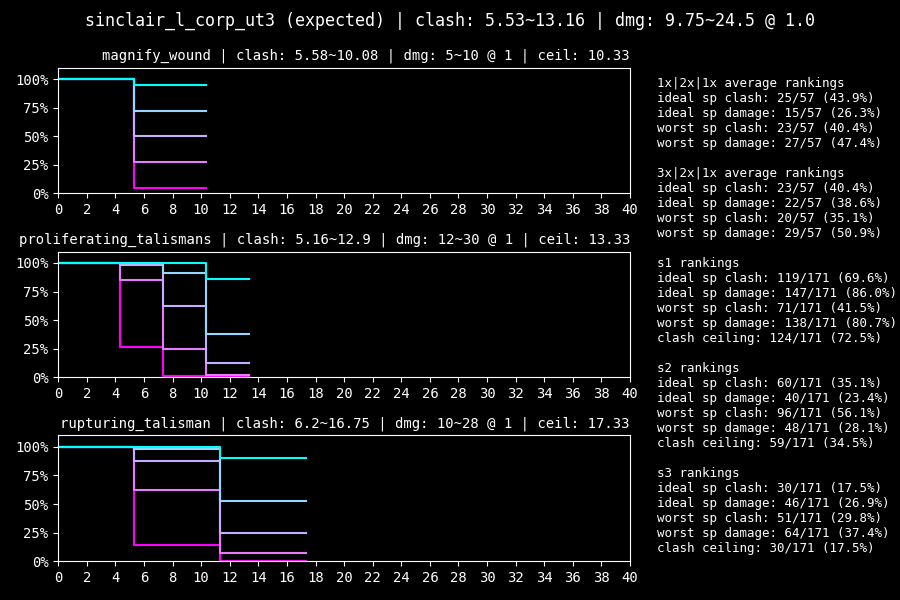 sinclair_l_corp_ut3 (expected) | clash: 5.53~13.16 | dmg: 9.75~24.5 @ 1.0
magnify_wound | clash: 5.58~10.08 | dmg: 5~10 @ 1 | ceil: 10.33
100%
75%
50%
25%
0%
0 2 4 6 8 10 12 14 16 18 20 22 24 26 28 30 32 34 36 38 40
proliferating_talismans | clash: 5.16~12.9 | dmg: 12~30 @ 1 | ceil: 13.33
100%
75%
50%
25%
0%
0 2 4 6 8 10 12 14 16 18 20 22 24 26 28 30 32 34 36 38 40
rupturing_talisman | clash: 6.2~16.75 | dmg: 10~28 @ 1 | ceil: 17.33
100%
75%
50%
25%
0%
0 2 4 6 8 10 12 14 16 18 20 22 24 26 28 30 32 34 36 38 40
1x|2x|1x average rankings
ideal sp clash: 25/57 (43.9%)
ideal sp damage: 15/57 (26.3%)
worst sp clash: 23/57 (40.4%)
worst sp damage: 27/57 (47.4%)
3x|2x|1x average rankings
ideal sp clash: 23/57 (40.4%)
ideal sp damage: 22/57 (38.6%)
worst sp clash: 20/57 (35.1%)
worst sp damage: 29/57 (50.9%)
s1 rankings
ideal sp clash: 119/171 (69.6%)
ideal sp damage: 147/171 (86.0%)
worst sp clash: 71/171 (41.5%)
worst sp damage: 138/171 (80.7%)
clash ceiling: 124/171 (72.5%)
s2 rankings
ideal sp clash: 60/171 (35.1%)
ideal sp damage: 40/171 (23.4%)
worst sp clash: 96/171 (56.1%)
worst sp damage: 48/171 (28.1%)
clash ceiling: 59/171 (34.5%)
s3 rankings
ideal sp clash: 30/171 (17.5%)
ideal sp damage: 46/171 (26.9%)
worst sp clash: 51/171 (29.8%)
worst sp damage: 64/171 (37.4%)
clash ceiling: 30/171 (17.5%)